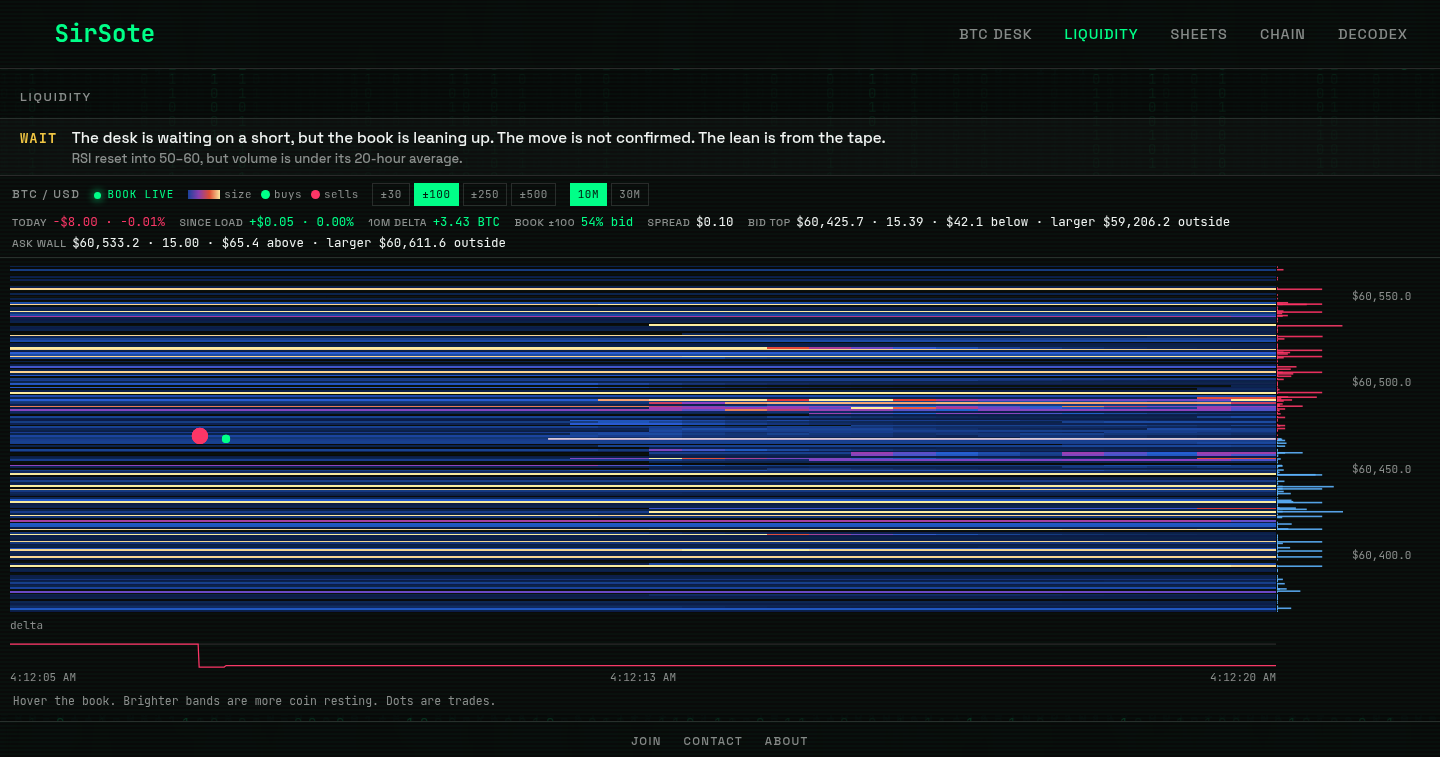 SirSote
BTC DESK LIQUIDITY SHEETS CHAIN DECODEX
LIQUIDITY
WAIT The desk is waiting on a short, but the book is leaning up. The move is not confirmed. The lean is from the tape.
RSI reset into 50–60, but volume is under its 20-hour average.
BTC / USD BOOK LIVE size buys sells ±30 ±100 ±250 ±500 10M 30M
TODAY -$8.00 · -0.01% SINCE LOAD +$0.05 · 0.00% 10M DELTA +3.43 BTC BOOK ±100 54% bid SPREAD $0.10 BID TOP $60,425.7 · 15.39 · $42.1 below · larger $59,206.2 outside
ASK WALL $60,533.2 · 15.00 · $65.4 above · larger $60,611.6 outside
$60,550.0
$60,500.0
$60,450.0
$60,400.0
delta
4:12:05 AM 4:12:13 AM 4:12:20 AM
Hover the book. Brighter bands are more coin resting. Dots are trades.
JOIN CONTACT ABOUT